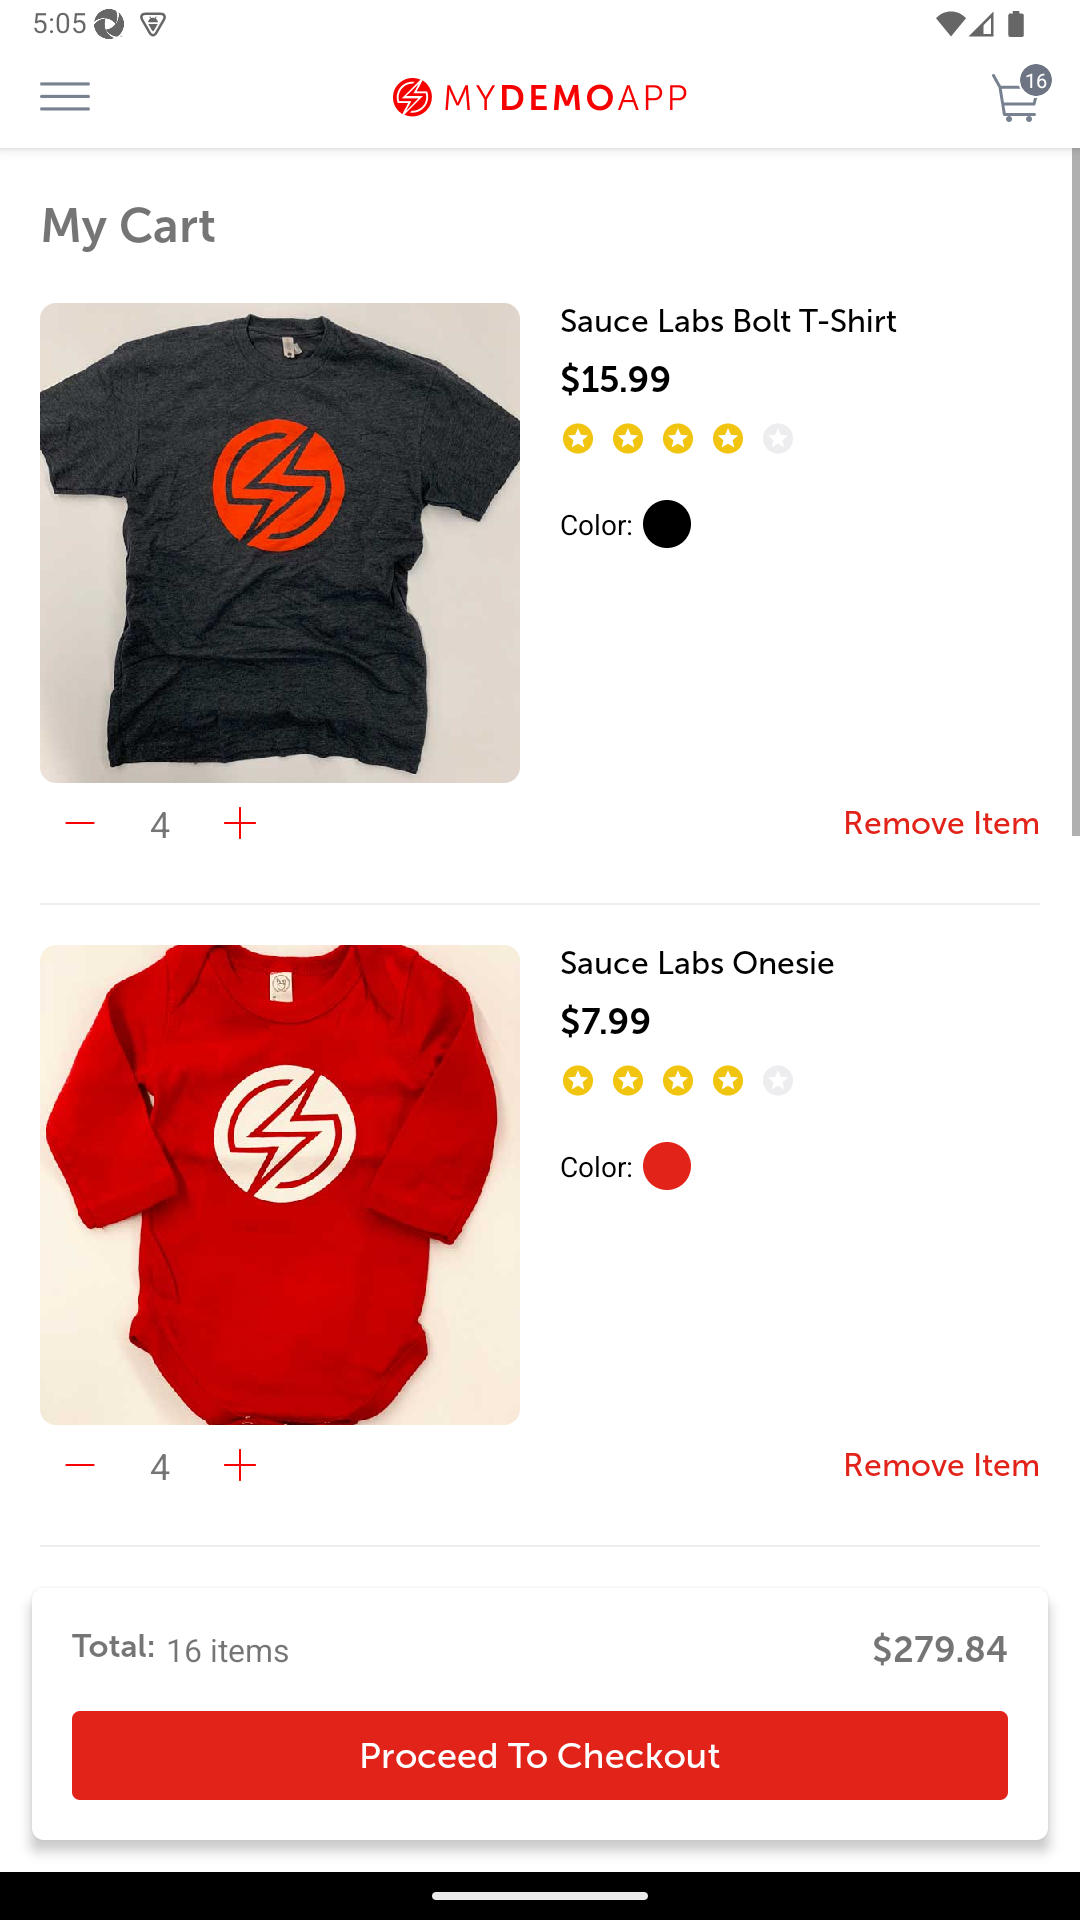 5:05
MYDEMOAPP
16
My Cart
Sauce Labs Bolt T-Shirt
$15.99
Color:
4
Remove Item
Sauce Labs Onesie
$7.99
Color:
4
Remove Item
Total: 16 items
$279.84
Proceed To Checkout